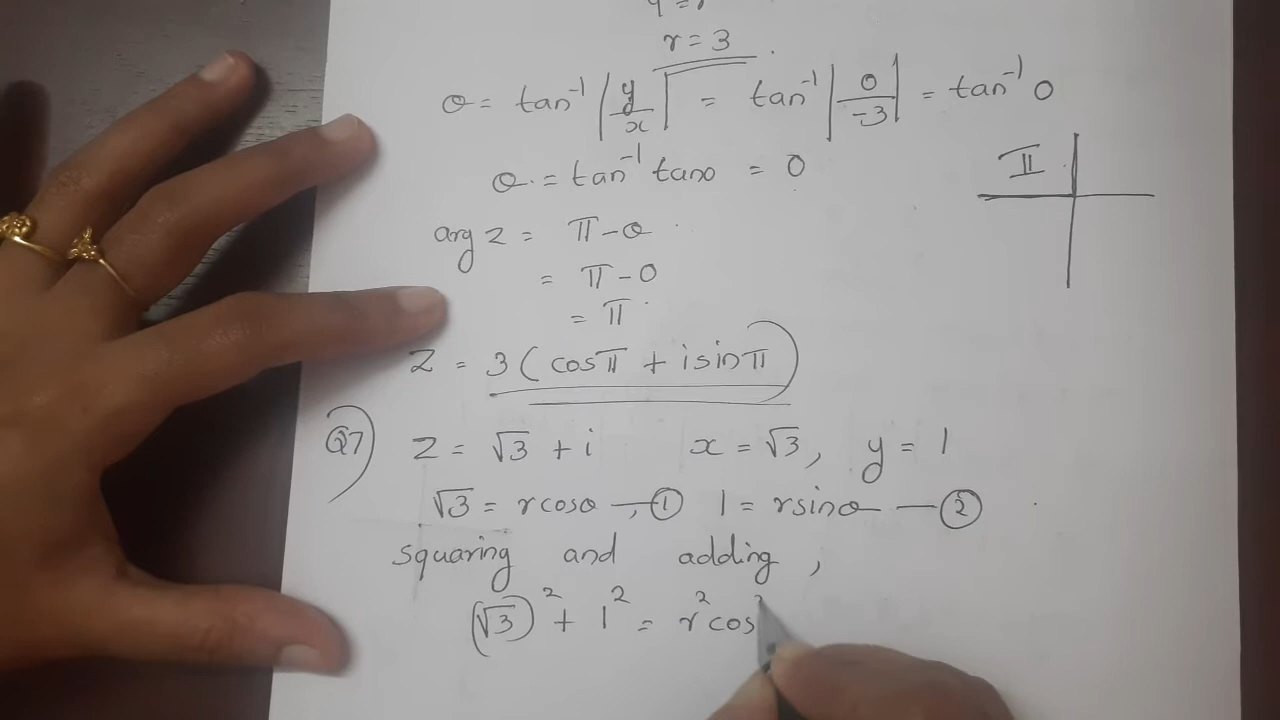 r = 3
θ = tan⁻¹ |y/x| = tan⁻¹ |0/-3| = tan⁻¹ 0
θ = tan⁻¹ tan0 = 0
II
arg z = π - θ
= π - 0
= π
Z = 3 ( cosπ + i sinπ )
Q7) Z = √3 + i x = √3, y = 1
√3 = r cosθ —, ① 1 = r sinθ — ②
squaring and adding ,
(√3)² + 1² = r² cos²